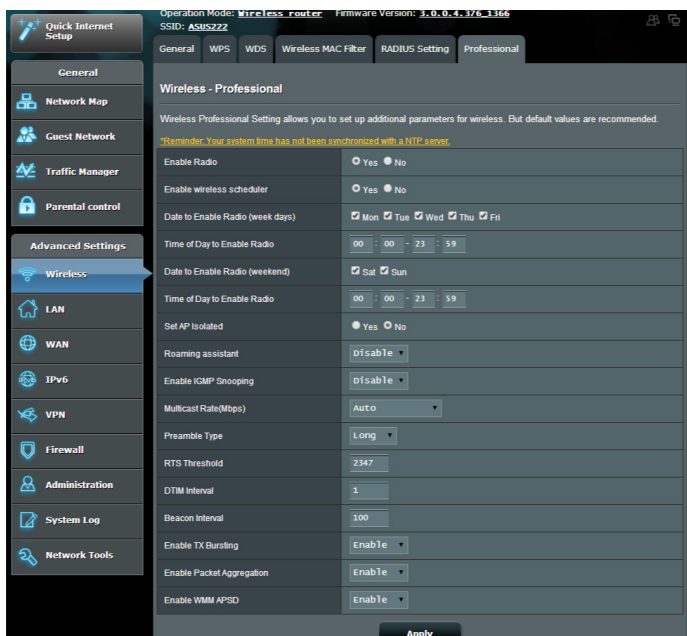 Quick Internet
Setup
General
Network Map
Guest Network
Traffic Manager
Parental control
Advanced Settings
Wireless
LAN
WAN
IPv6
VPN
Firewall
Administration
System Log
Network Tools
Operation Mode: Wireless router Firmware Version: 3.0.0.4.376_1366
SSID: ASUS222
General WPS WDS Wireless MAC Filter RADIUS Setting Professional
Wireless - Professional
Wireless Professional Setting allows you to set up additional parameters for wireless. But default values are recommended.
*Reminder: Your system time has not been synchronized with a NTP server.
Enable Radio Yes No
Enable wireless scheduler Yes No
Date to Enable Radio (week days) Mon Tue Wed Thu Fri
Time of Day to Enable Radio 00 : 00 - 23 : 59
Date to Enable Radio (weekend) Sat Sun
Time of Day to Enable Radio 00 : 00 - 23 : 59
Set AP Isolated Yes No
Roaming assistant Disable
Enable IGMP Snooping Disable
Multicast Rate(Mbps) Auto
Preamble Type Long
RTS Threshold 2347
DTIM Interval 1
Beacon Interval 100
Enable TX Bursting Enable
Enable Packet Aggregation Enable
Enable WMM APSD Enable
Apply